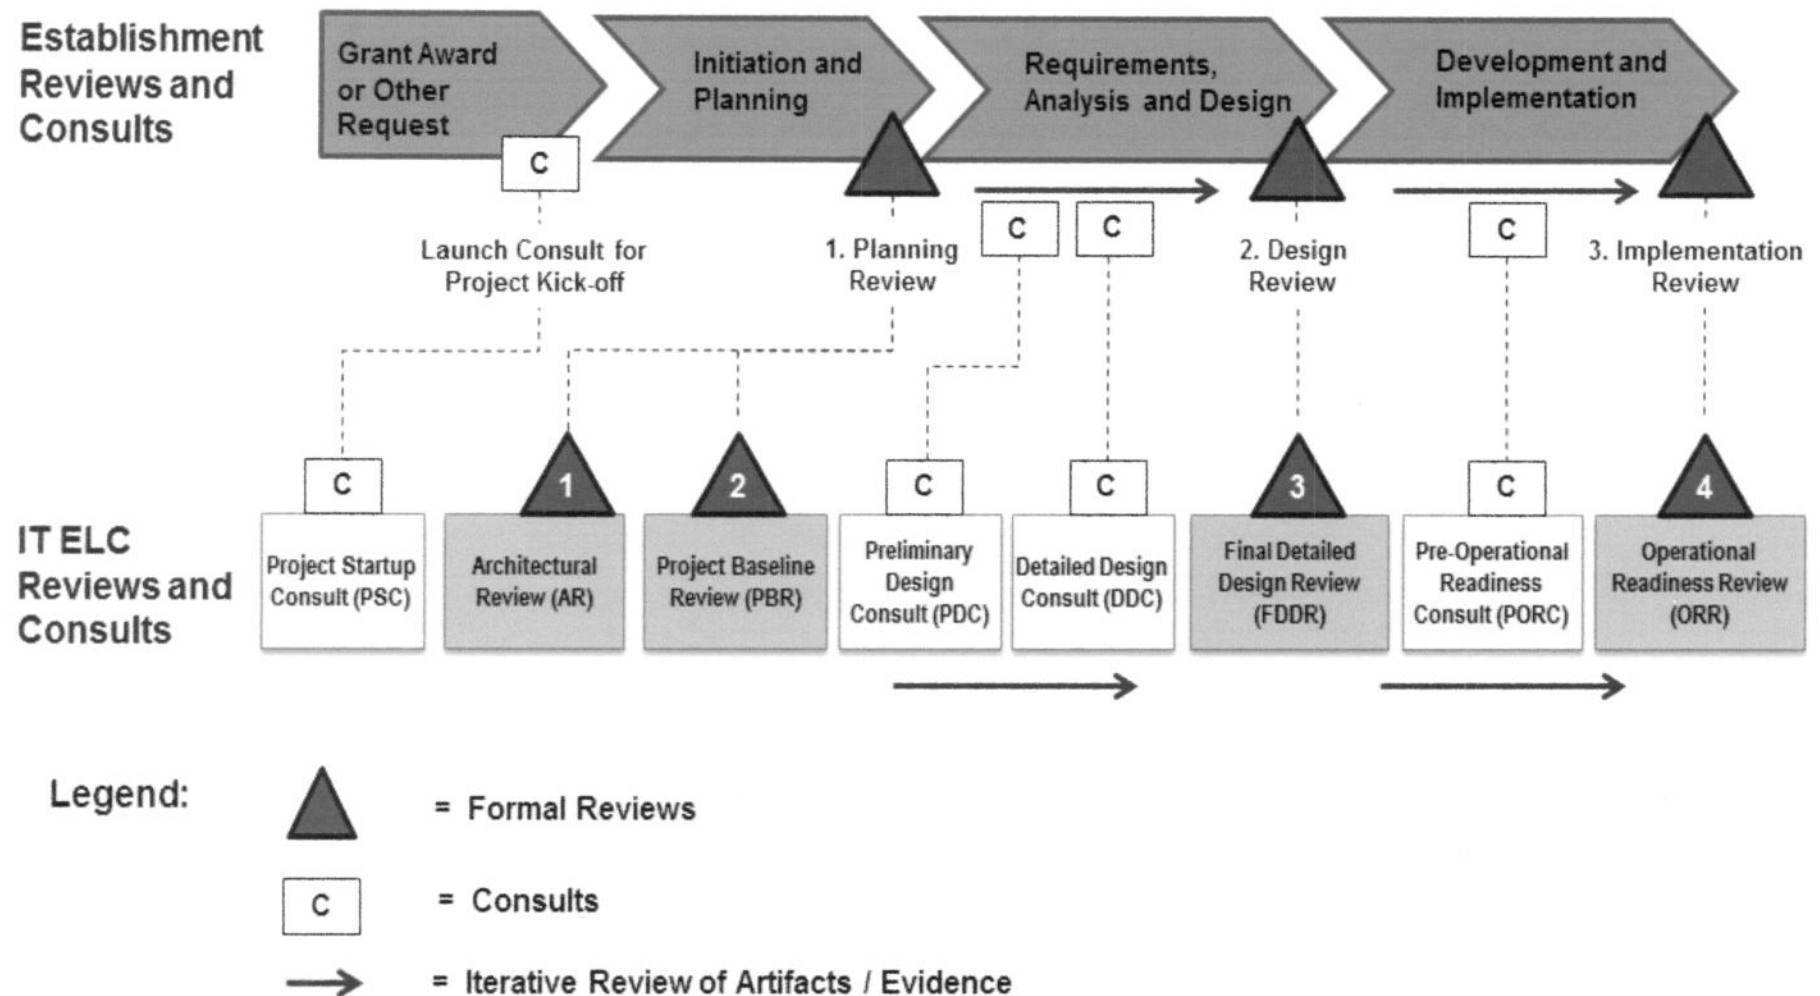 Establishment
Reviews and
Consults
Grant Award
or Other
Request
Initiation and
Planning
Requirements,
Analysis and Design
Development and
Implementation
C
C
C
C
Launch Consult for
Project Kick-off
1. Planning
Review
2. Design
Review
3. Implementation
Review
IT ELC
Reviews and
Consults
C
1
2
C
C
3
C
4
Project Startup
Consult (PSC)
Architectural
Review (AR)
Project Baseline
Review (PBR)
Preliminary
Design
Consult (PDC)
Detailed Design
Consult (DDC)
Final Detailed
Design Review
(FDDR)
Pre-Operational
Readiness
Consult (PORC)
Operational
Readiness Review
(ORR)
Legend:
= Formal Reviews
C
= Consults
= Iterative Review of Artifacts / Evidence